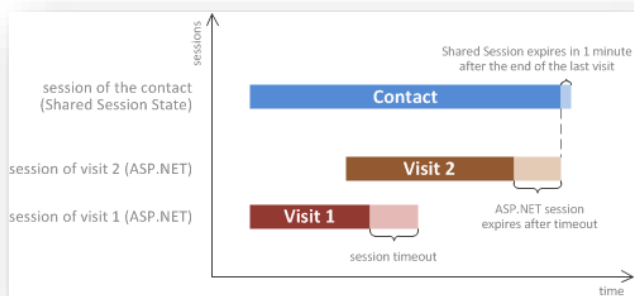 sessions
Shared Session expires in 1 minute
after the end of the last visit
session of the contact
(Shared Session State)
Contact
session of visit 2 (ASP.NET)
Visit 2
session of visit 1 (ASP.NET)
Visit 1
ASP.NET session
expires after timeout
session timeout
time